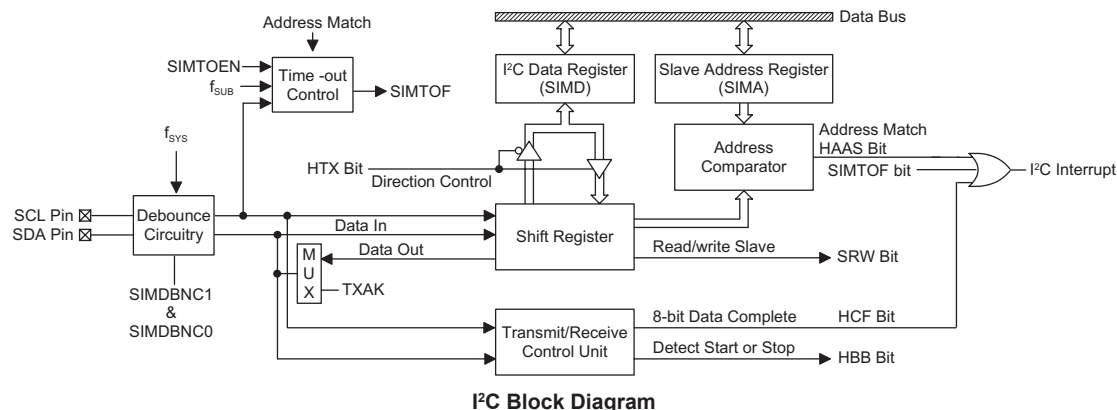 Data Bus
Address Match
SIMTOEN
fSUB
Time -out
Control
SIMTOF
I²C Data Register
(SIMD)
Slave Address Register
(SIMA)
fSYS
HTX Bit
Direction Control
Address
Comparator
Address Match
HAAS Bit
SIMTOF bit
I²C Interrupt
SCL Pin
SDA Pin
Debounce
Circuitry
Data In
Shift Register
Data Out
M
U
X
TXAK
Read/write Slave
SRW Bit
SIMDBNC1
&
SIMDBNC0
Transmit/Receive
Control Unit
8-bit Data Complete
HCF Bit
Detect Start or Stop
HBB Bit
I²C Block Diagram